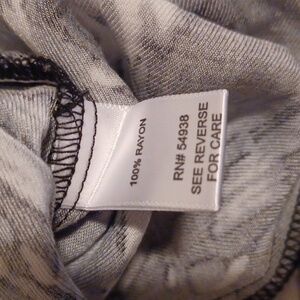 100% RAYON
RN# 54938
SEE REVERSE
FOR CARE